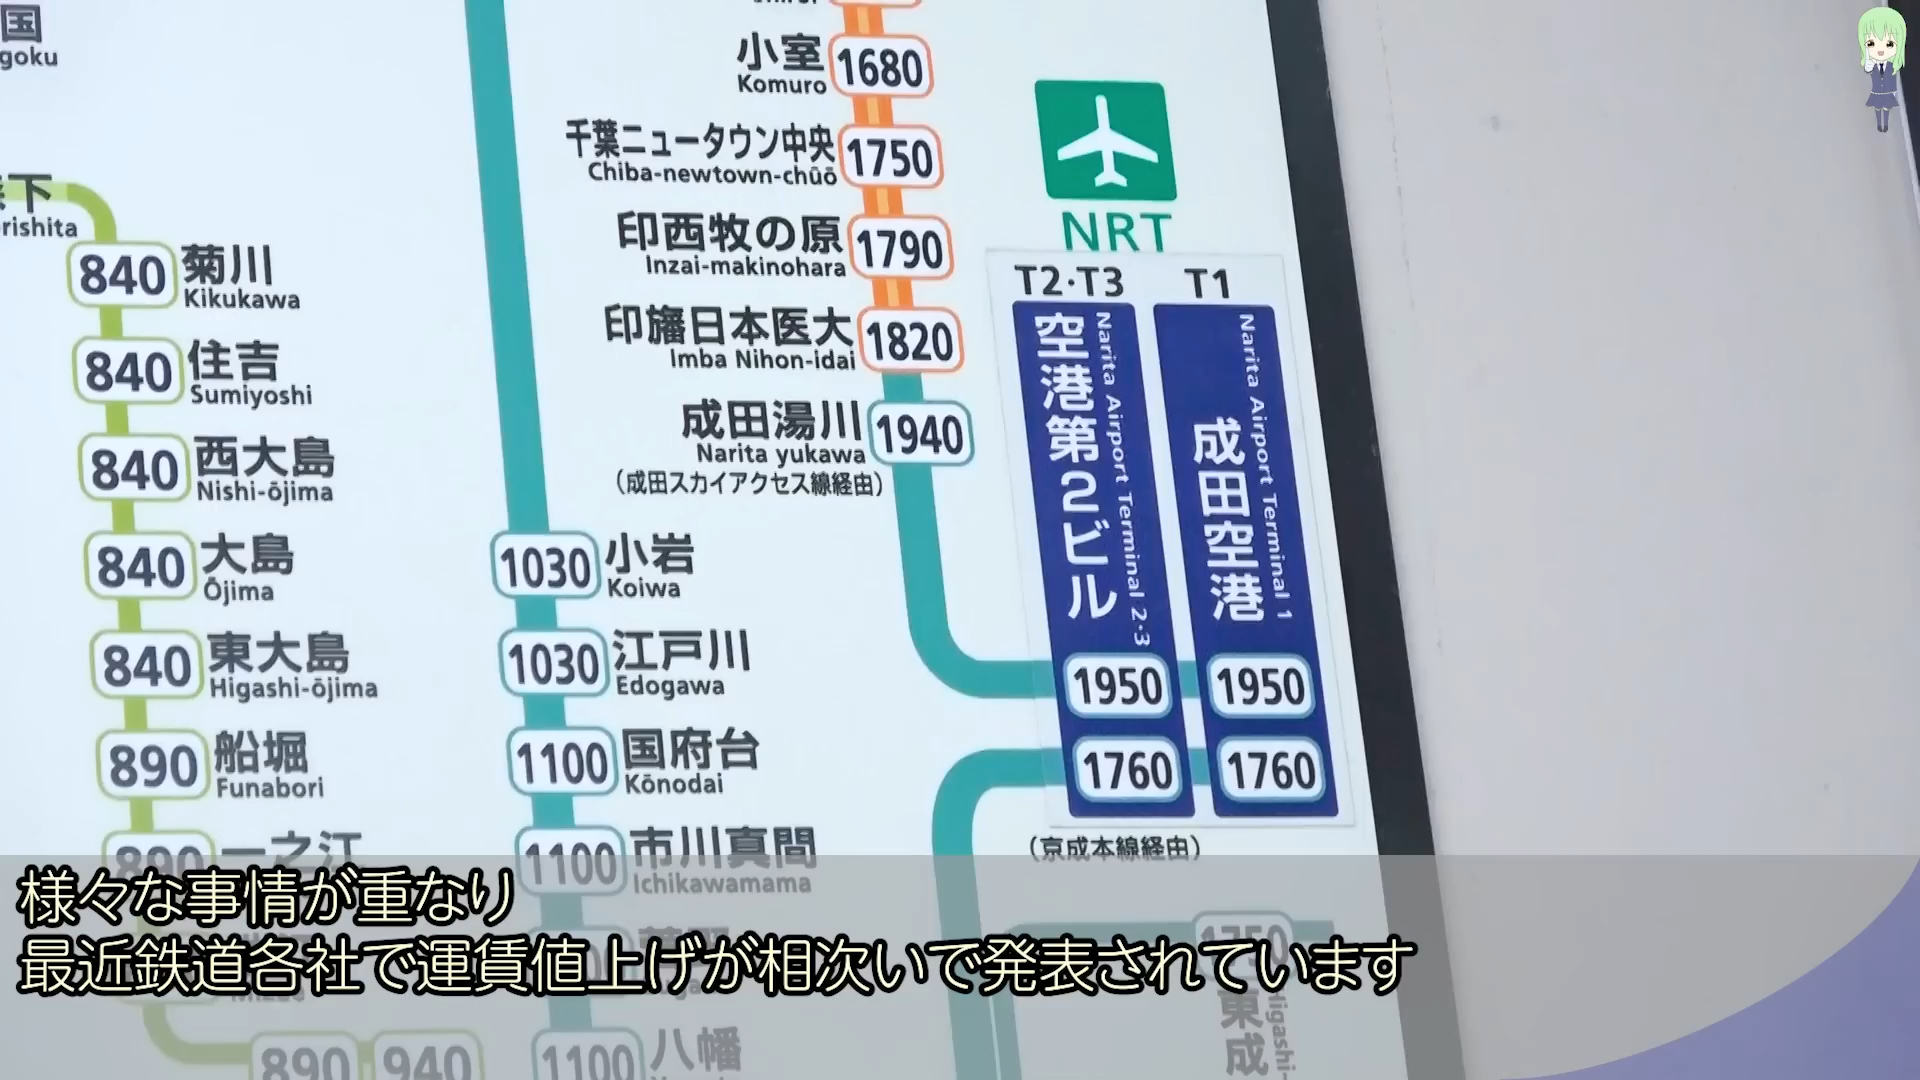 国
goku
下
rishita
840 菊川
Kikukawa
840 住吉
Sumiyoshi
840 西大島
Nishi-ōjima
840 大島
Ōjima
840 東大島
Higashi-ōjima
890 船堀
Funabori
890 一之江
890 940
小室 1680
Komuro
千葉ニュータウン中央 1750
Chiba-newtown-chūō
印西牧の原 1790
Inzai-makinohara
印旛日本医大 1820
Imba Nihon-idai
成田湯川 1940
Narita yukawa
(成田スカイアクセス線経由)
1030 小岩
Koiwa
1030 江戸川
Edogawa
1100 国府台
Kōnodai
1100 市川真間
Ichikawamama
1100 八幡
NRT
T2·T3
空港第2ビル
Narita Airport Terminal 2·3
1950
1760
T1
成田空港
Narita Airport Terminal 1
1950
1760
(京成本線経由)
1750
東成
Higashi-
様々な事情が重なり
最近鉄道各社で運賃値上げが相次いで発表されています